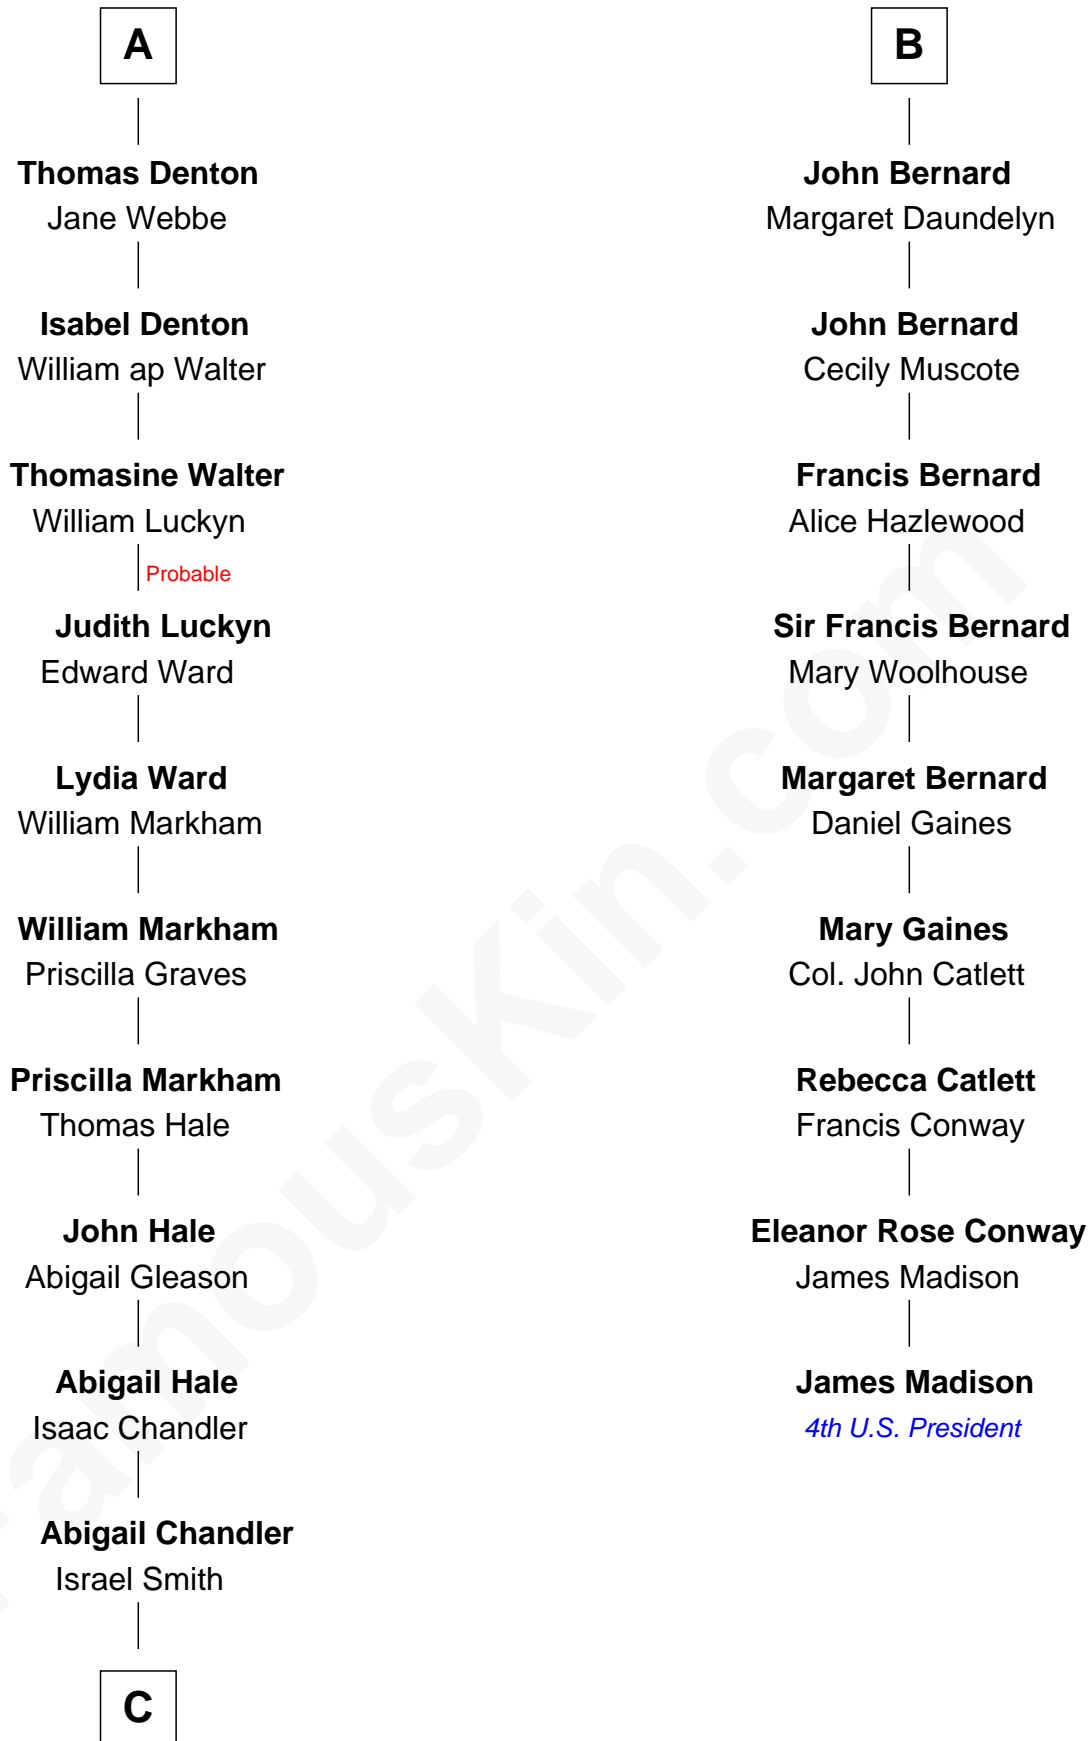 A
Thomas Denton
Jane Webbe
Isabel Denton
William ap Walter
Thomasine Walter
William Luckyn
Probable
Judith Luckyn
Edward Ward
Lydia Ward
William Markham
William Markham
Priscilla Graves
Priscilla Markham
Thomas Hale
John Hale
Abigail Gleason
Abigail Hale
Isaac Chandler
Abigail Chandler
Israel Smith
C
B
John Bernard
Margaret Daundelyn
John Bernard
Cecily Muscote
Francis Bernard
Alice Hazlewood
Sir Francis Bernard
Mary Woolhouse
Margaret Bernard
Daniel Gaines
Mary Gaines
Col. John Catlett
Rebecca Catlett
Francis Conway
Eleanor Rose Conway
James Madison
James Madison
4th U.S. President
FamousKin.com